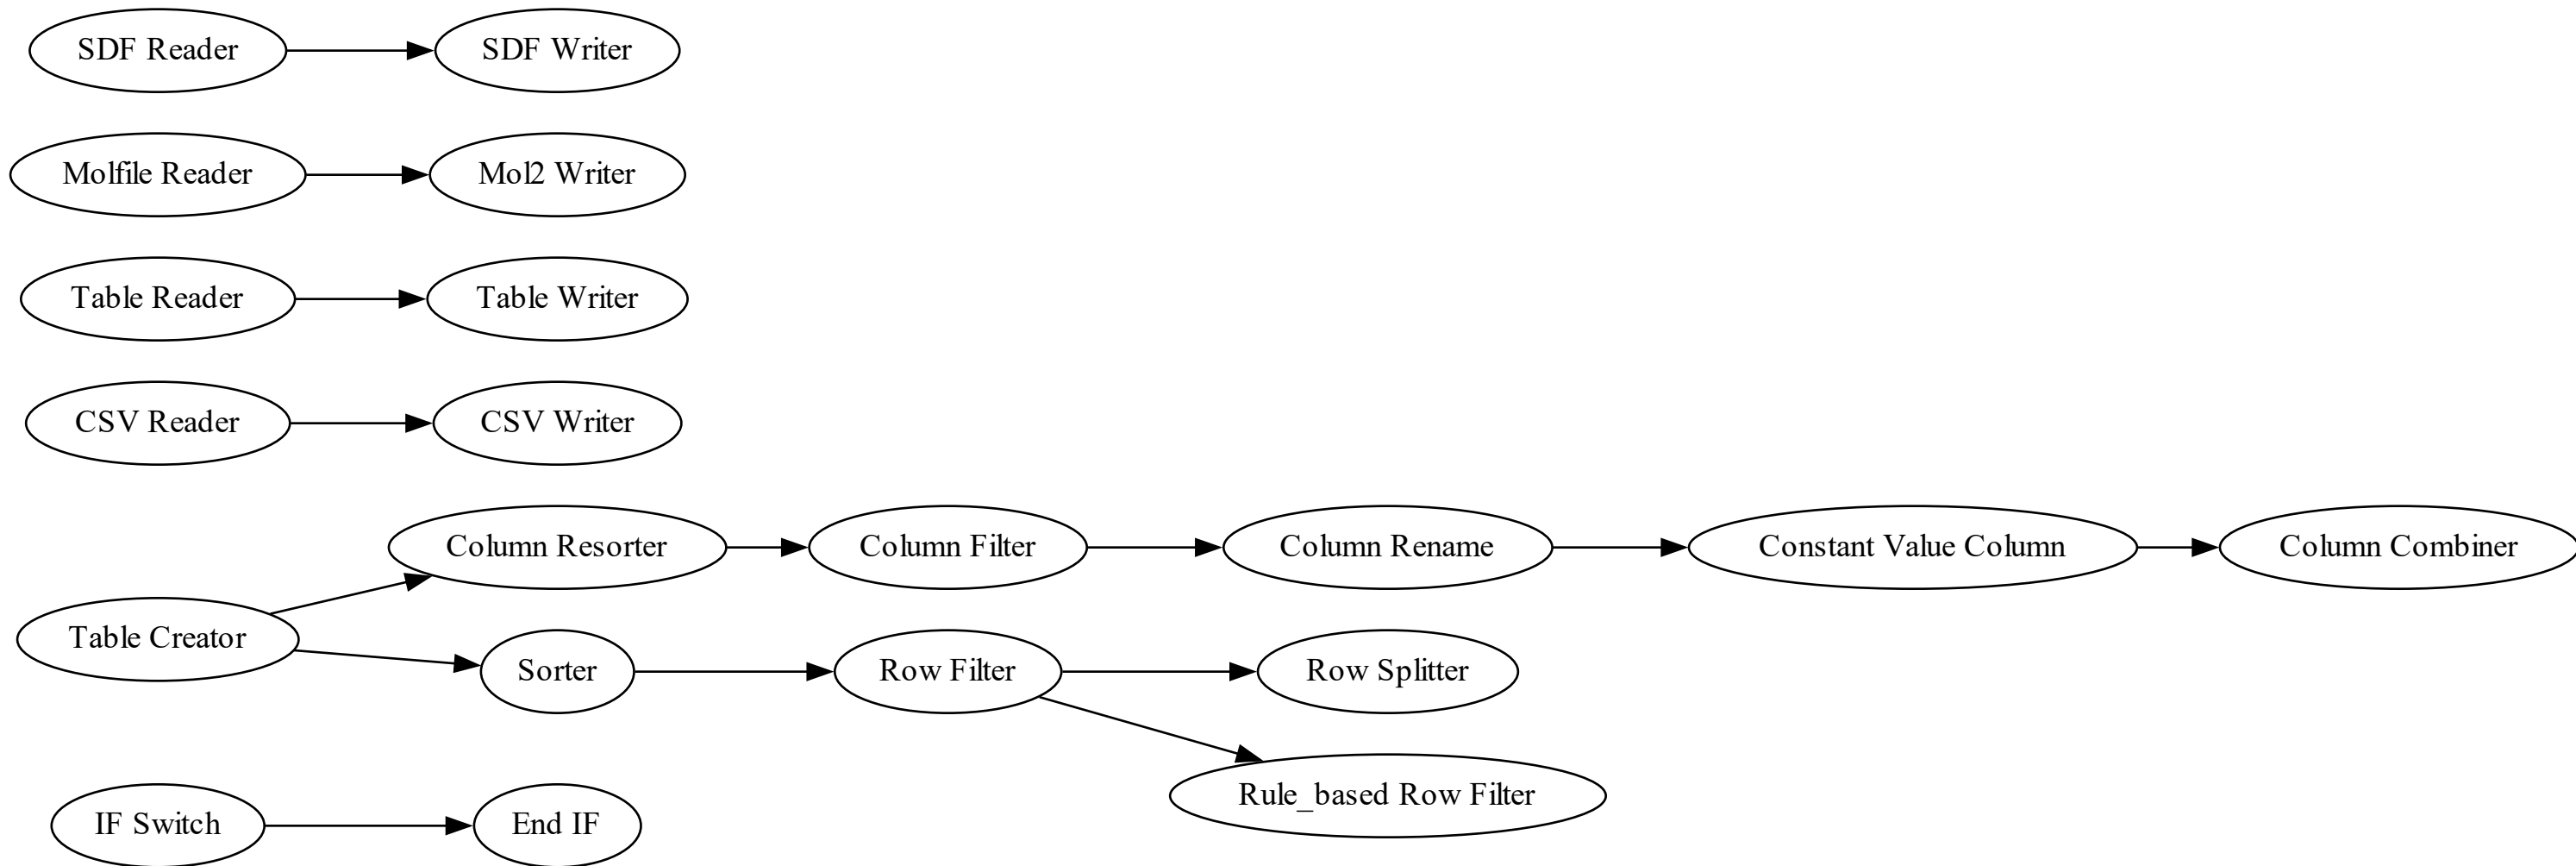 SDF Reader
SDF Writer
Molfile Reader
Mol2 Writer
Table Reader
Table Writer
CSV Reader
CSV Writer
Column Resorter
Column Filter
Column Rename
Constant Value Column
Column Combiner
Table Creator
Sorter
Row Filter
Row Splitter
Rule_based Row Filter
IF Switch
End IF